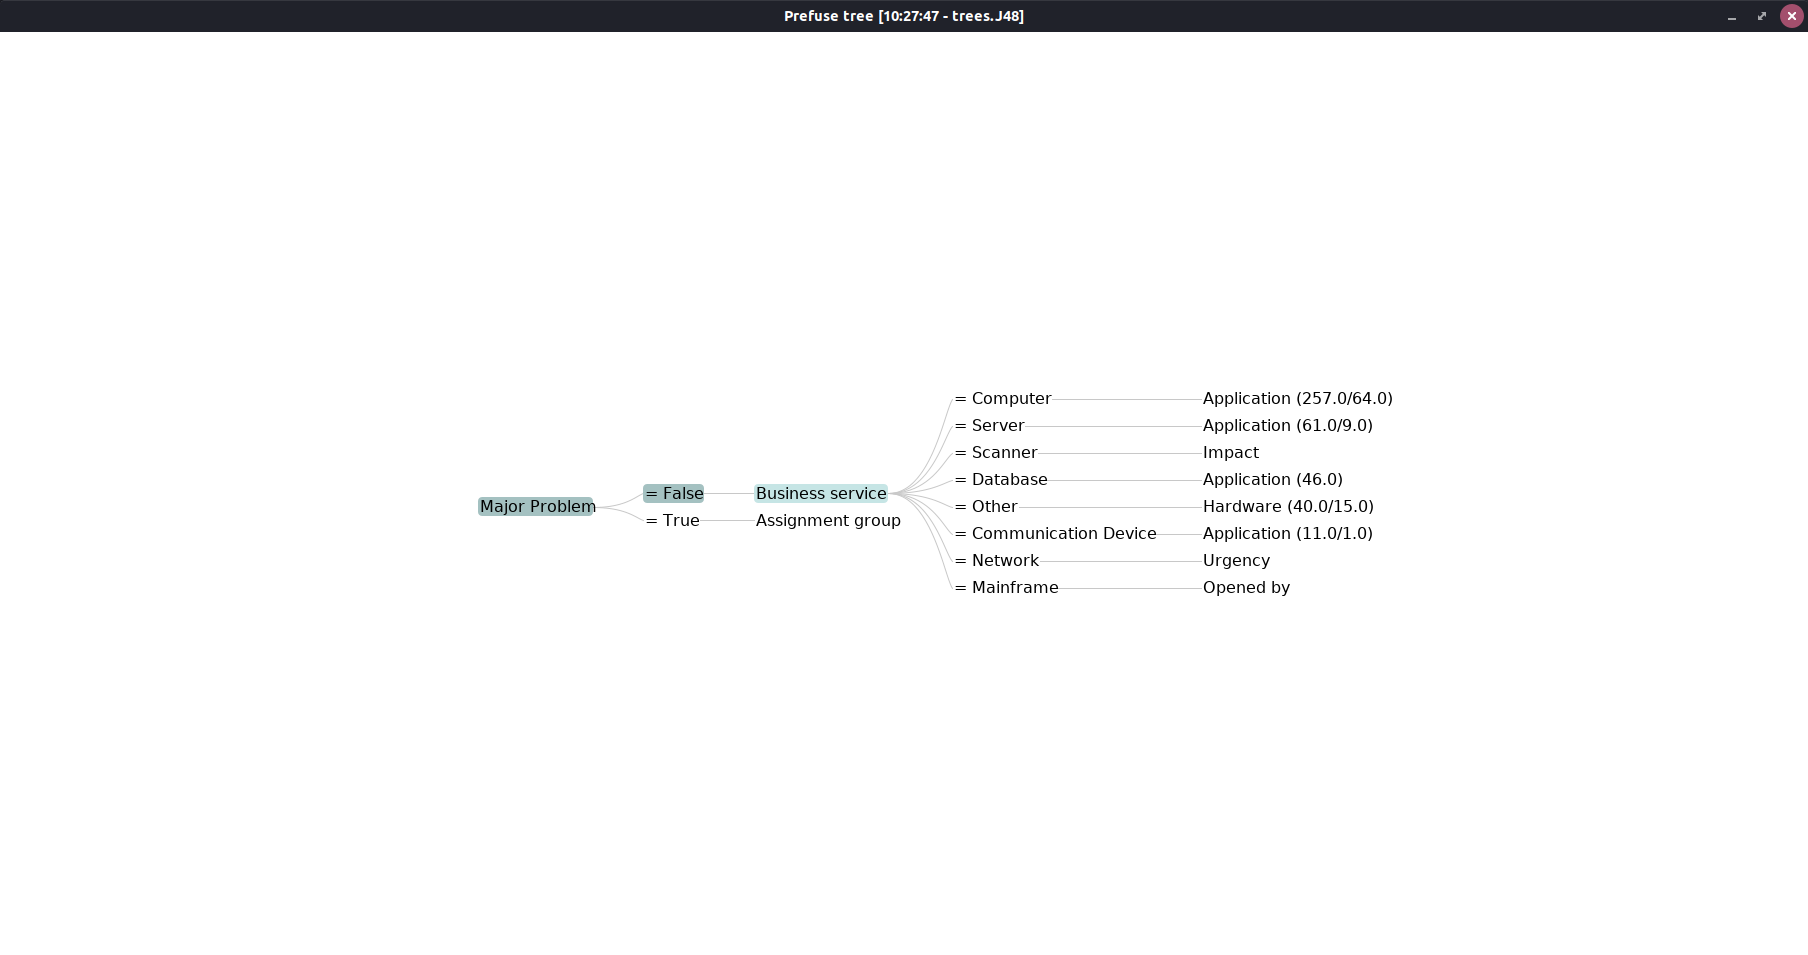 Prefuse tree [10:27:47 - trees.J48]
= Computer Application (257.0/64.0)
= Server Application (61.0/9.0)
= Scanner Impact
= Database Application (46.0)
= False Business service
Major Problem = Other Hardware (40.0/15.0)
= True Assignment group
= Communication Device Application (11.0/1.0)
= Network Urgency
= Mainframe Opened by